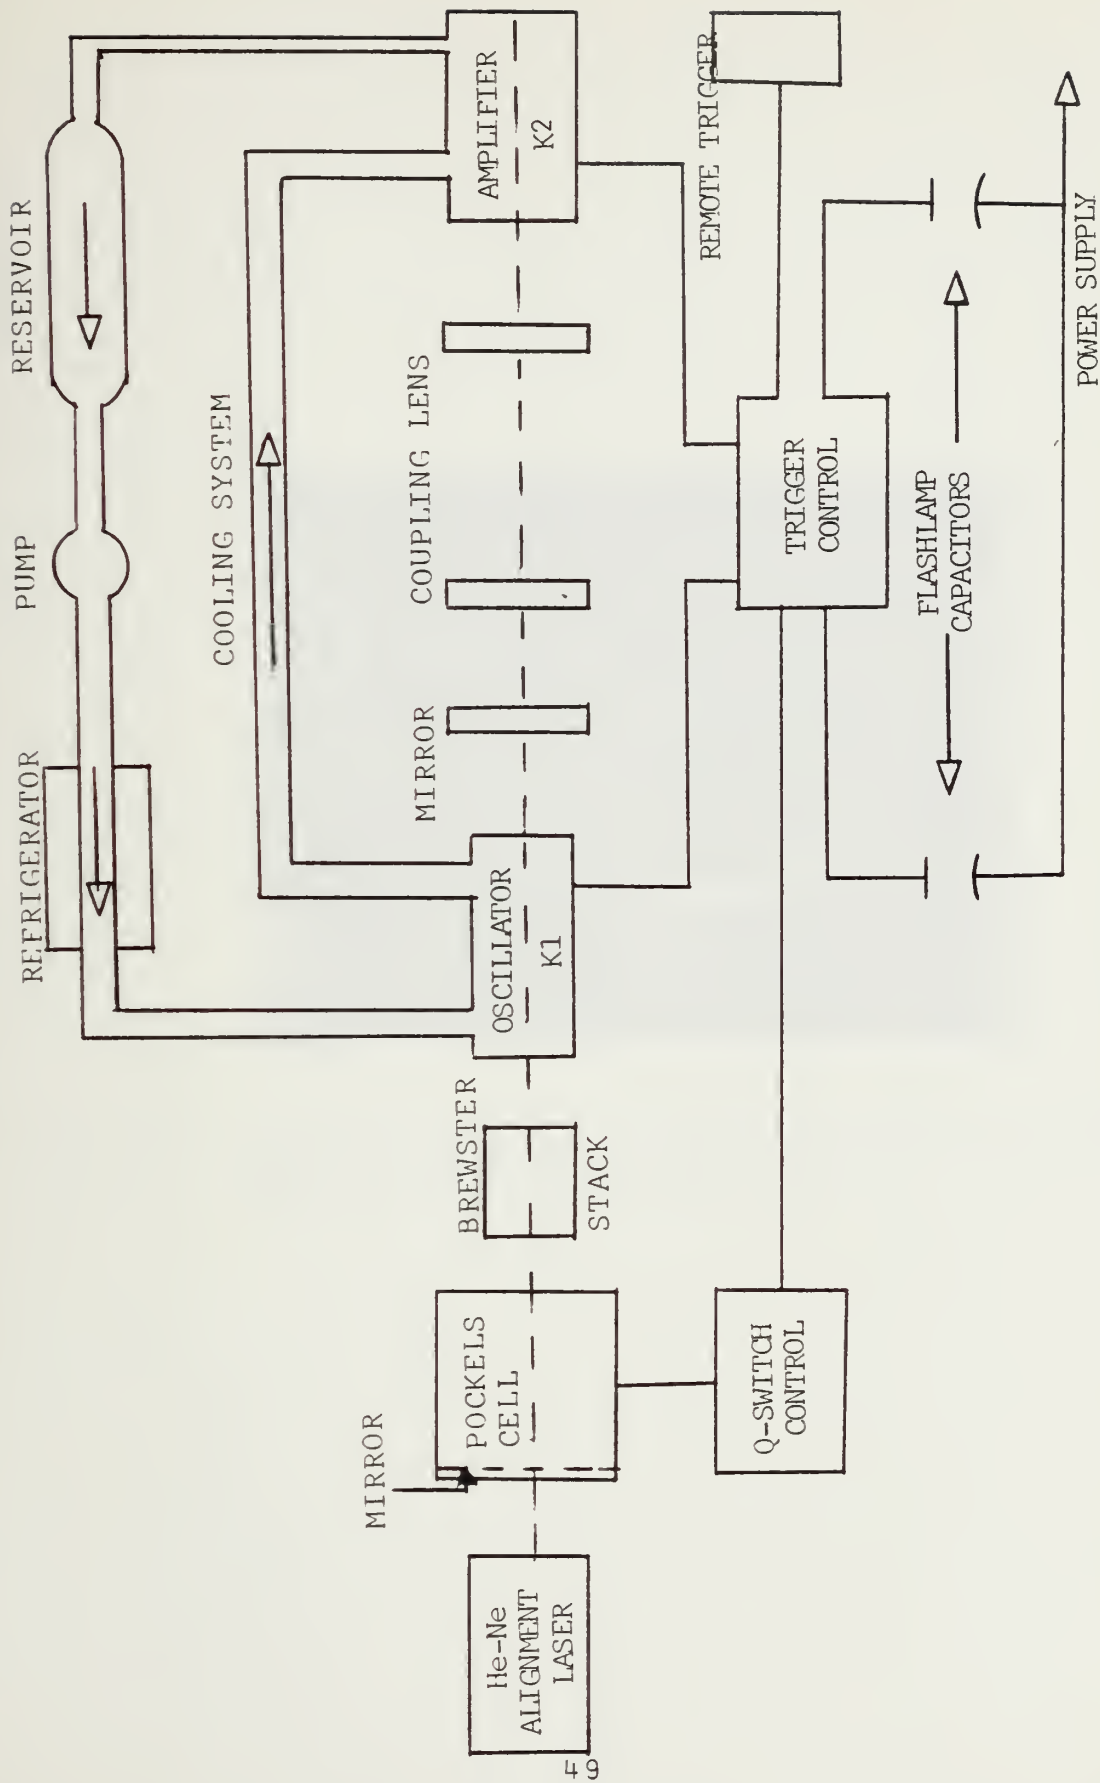 REFRIGERATOR
PUMP
RESERVOIR
COOLING SYSTEM
MIRROR
POCKELS
CELL
BREWSTER
STACK
OSCILLATOR
K1
MIRROR
COUPLING LENS
AMPLIFIER
K2
He-Ne
ALIGNMENT
LASER
Q-SWITCH
CONTROL
TRIGGER
CONTROL
REMOTE TRIGGER
FLASHLAMP
CAPACITORS
POWER SUPPLY
49